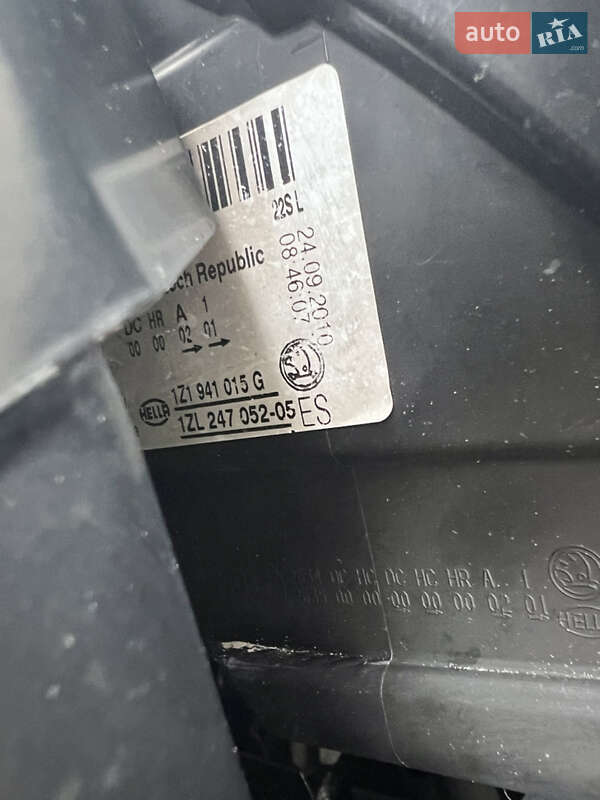 auto RIA
.com
22S L
24.09.2010
08:46:07
Republic
DC HR A 1
00 00 02 01
HELLA
1Z1 941 015 G
1ZL 247 052-05
ES
DC HC DC HC HR A 1
00 00 00 00 00 02 01
HELLA